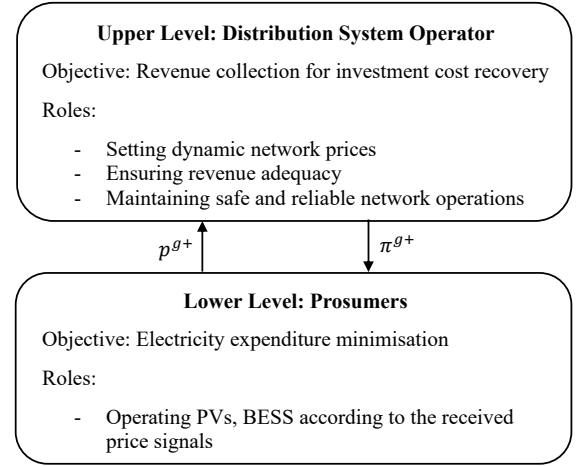 Upper Level: Distribution System Operator
Objective: Revenue collection for investment cost recovery
Roles:
- Setting dynamic network prices
- Ensuring revenue adequacy
- Maintaining safe and reliable network operations
p^{g+} π^{g+}
Lower Level: Prosumers
Objective: Electricity expenditure minimisation
Roles:
- Operating PVs, BESS according to the received
price signals